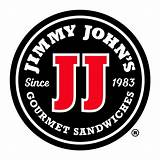 JIMMY JOHN'S
Since
JJ
1983
GOURMET SANDWICHES
®